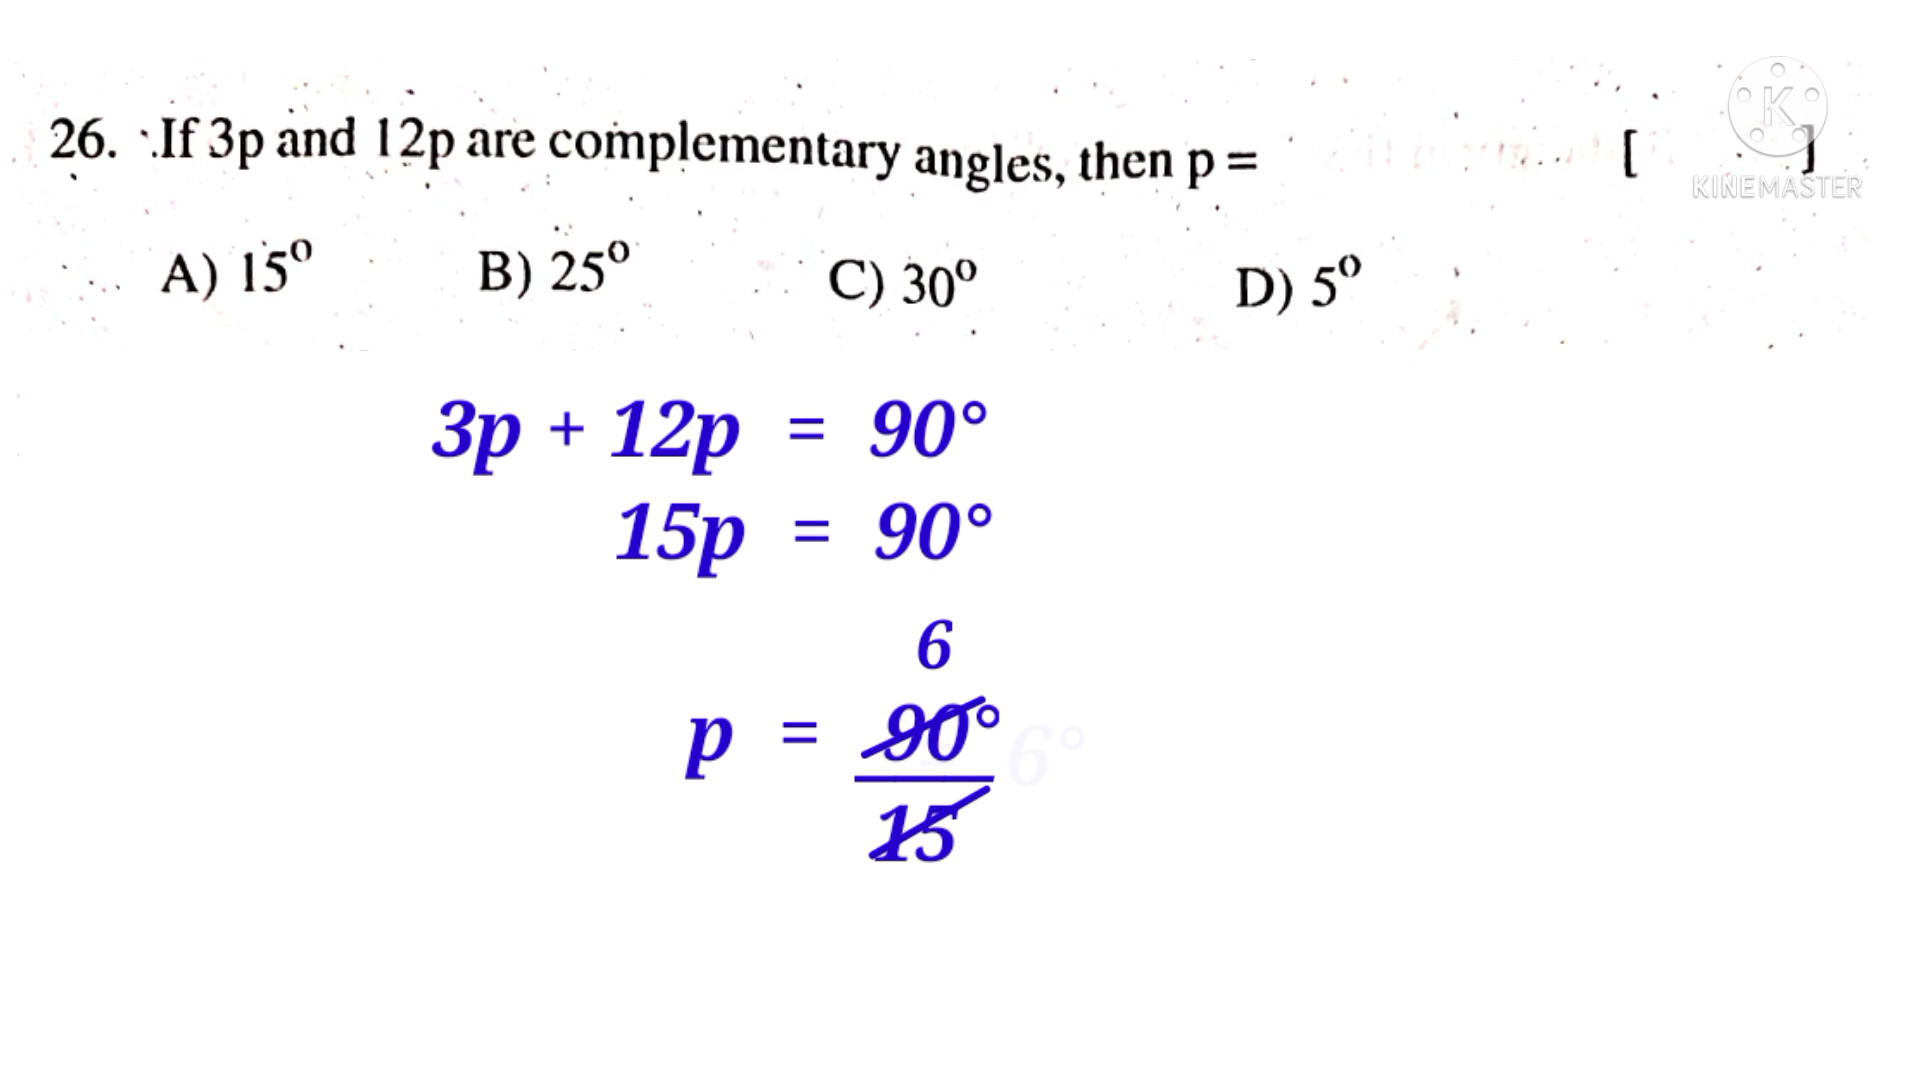 26. If 3p and 12p are complementary angles, then p = [ ]
KINEMASTER
A) 15° B) 25° C) 30° D) 5°
3p + 12p = 90°
15p = 90°
6
p = 90° 6°
15